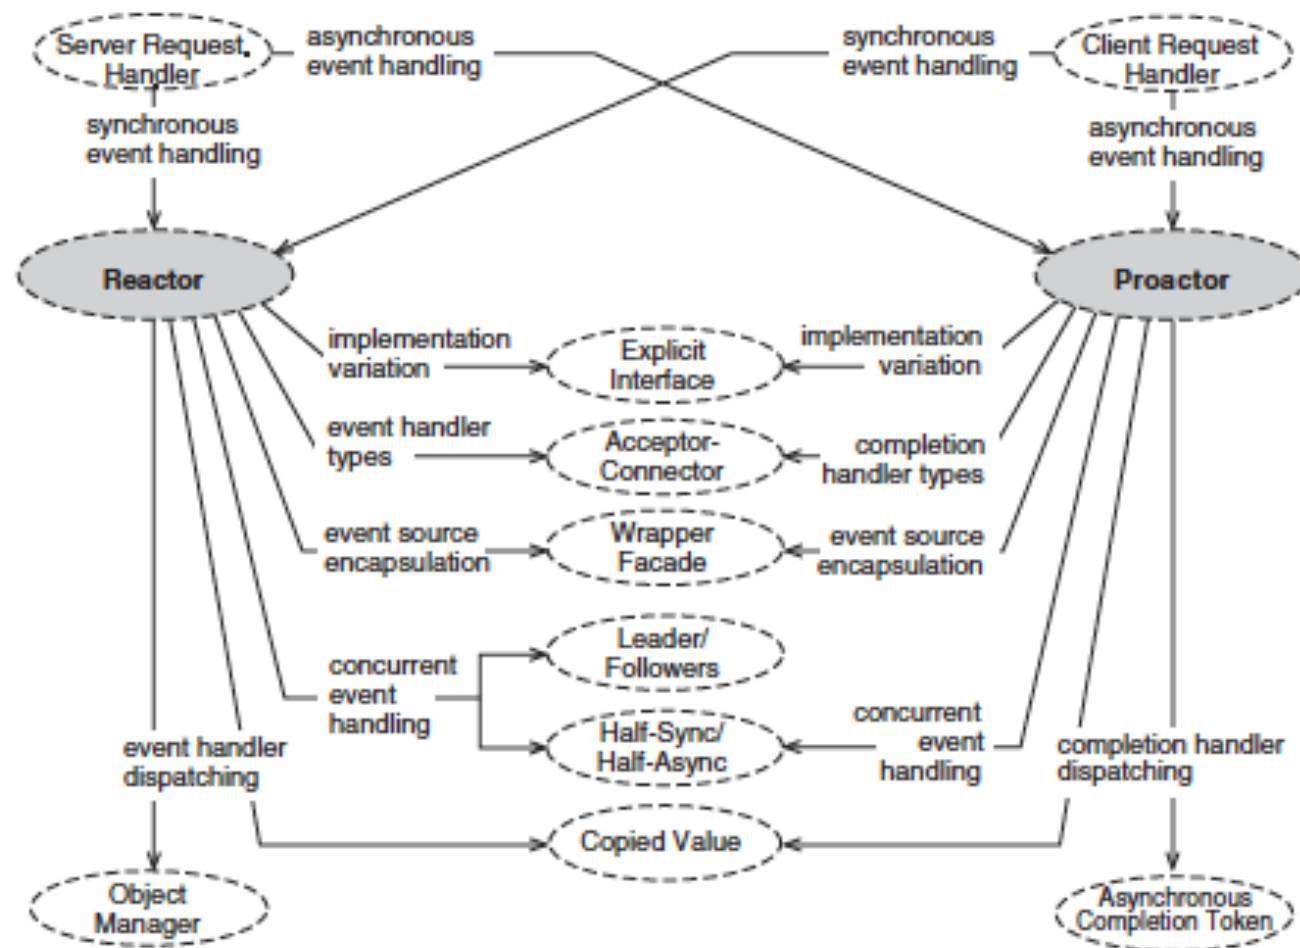 Server Request
Handler
asynchronous
event handling
synchronous
event handling
Client Request
Handler
synchronous
event handling
asynchronous
event handling
Reactor
Proactor
implementation
variation
Explicit
Interface
implementation
variation
event handler
types
Acceptor-
Connector
completion
handler types
event source
encapsulation
Wrapper
Facade
event source
encapsulation
Leader/
Followers
concurrent
event
handling
Half-Sync/
Half-Async
concurrent
event
handling
event handler
dispatching
completion handler
dispatching
Copied Value
Object
Manager
Asynchronous
Completion Token